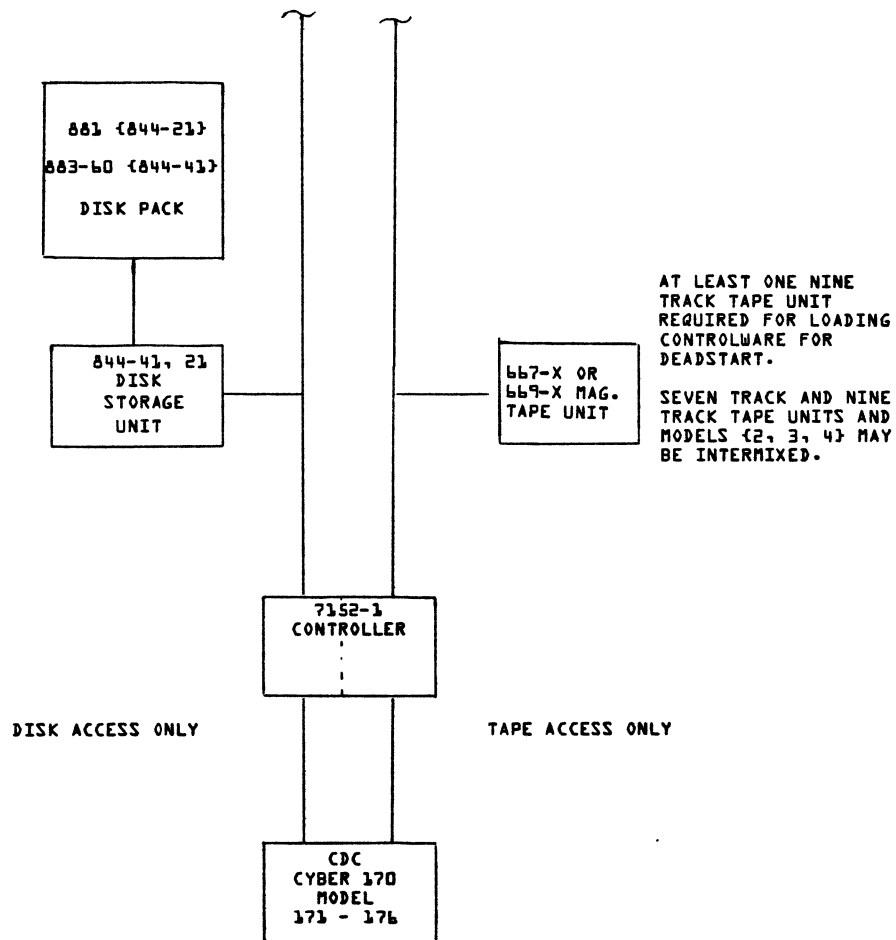 881 {844-21}
883-60 {844-41}
DISK PACK
844-41, 21
DISK
STORAGE
UNIT
667-X OR
669-X MAG.
TAPE UNIT
AT LEAST ONE NINE
TRACK TAPE UNIT
REQUIRED FOR LOADING
CONTROLWARE FOR
DEADSTART.
SEVEN TRACK AND NINE
TRACK TAPE UNITS AND
MODELS {2, 3, 4} MAY
BE INTERMIXED.
7152-1
CONTROLLER
DISK ACCESS ONLY
TAPE ACCESS ONLY
CDC
CYBER 170
MODEL
171 - 176